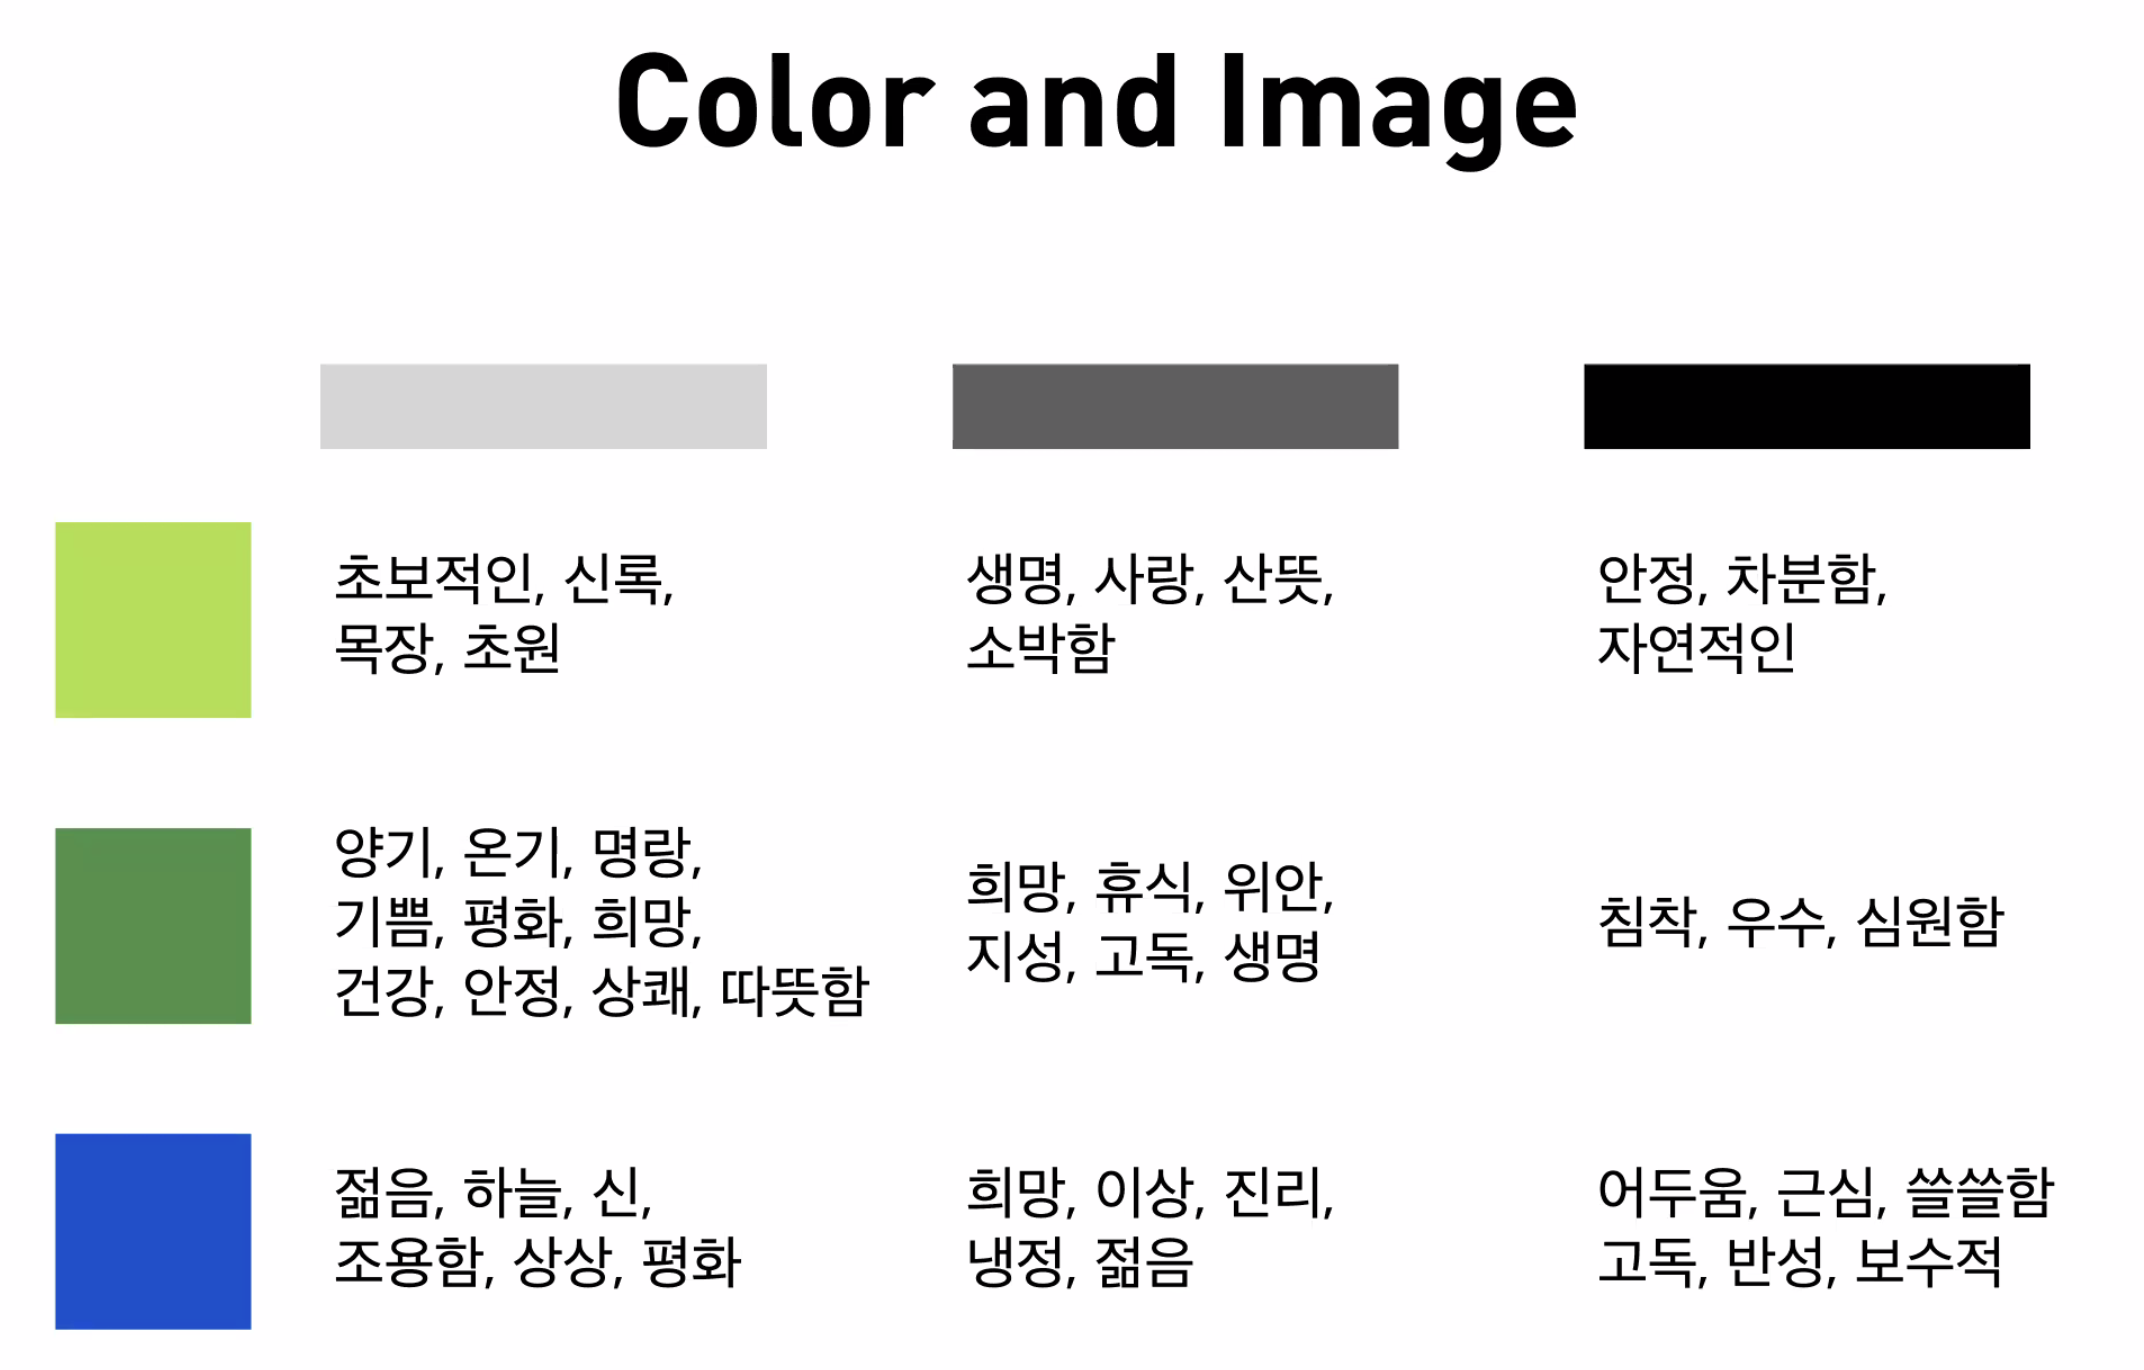 Color and Image
초보적인, 신록,
목장, 초원
생명, 사랑, 산뜻,
소박함
안정, 차분함,
자연적인
양기, 온기, 명랑,
기쁨, 평화, 희망,
건강, 안정, 상쾌, 따뜻함
희망, 휴식, 위안,
지성, 고독, 생명
침착, 우수, 심원함
젊음, 하늘, 신,
조용함, 상상, 평화
희망, 이상, 진리,
냉정, 젊음
어두움, 근심, 쓸쓸함
고독, 반성, 보수적